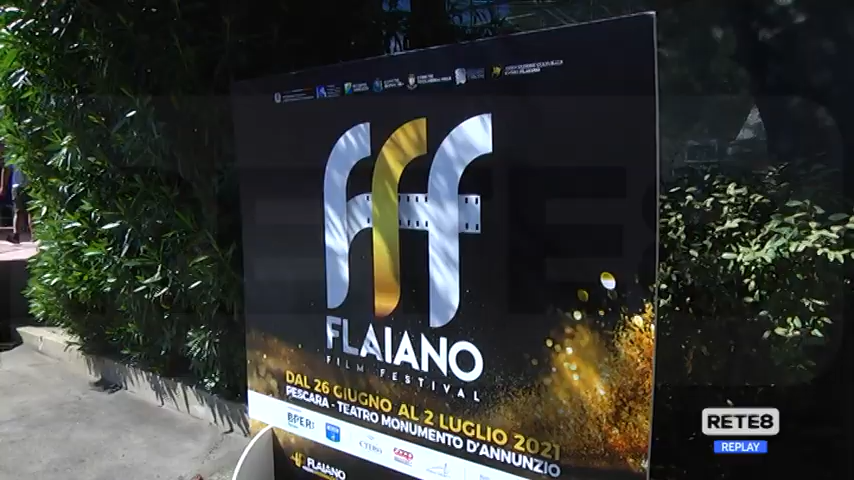 fff
FLAIANO
FILM FESTIVAL
DAL 26 GIUGNO AL 2 LUGLIO 2021
PESCARA - TEATRO MONUMENTO D'ANNUNZIO
BPER:
coop
FLAIANO
RETE8
REPLAY